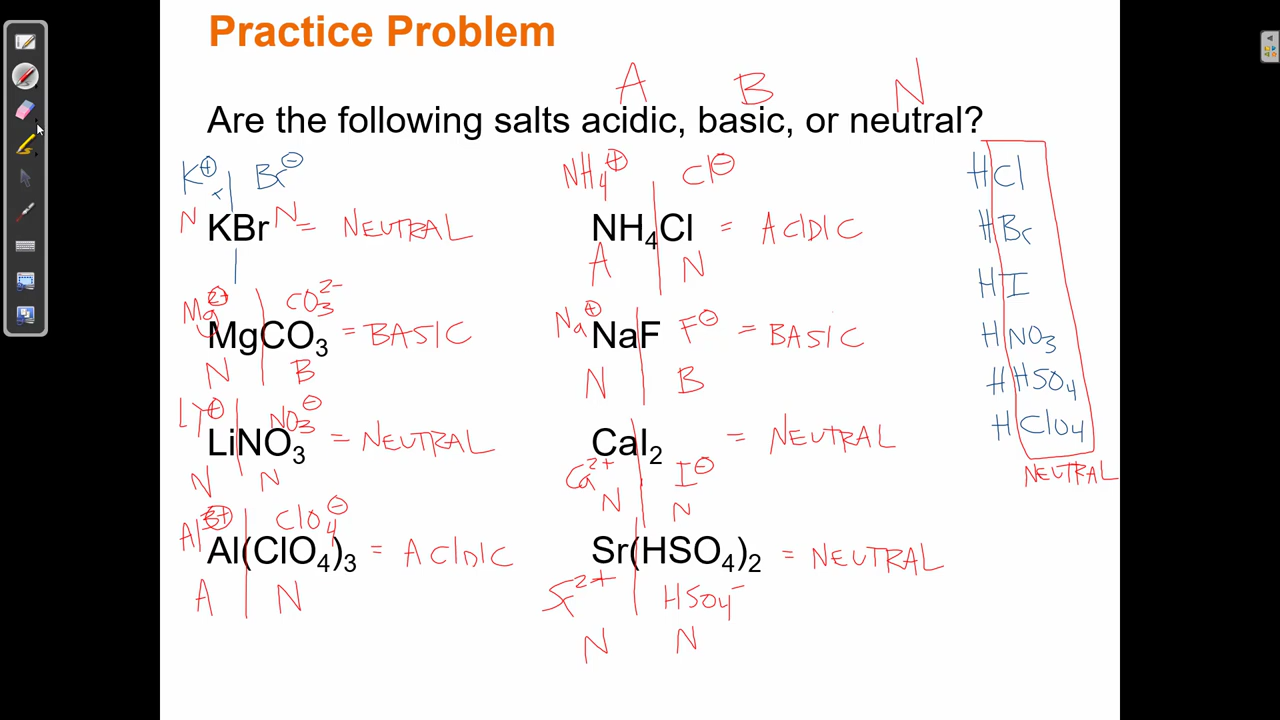 Practice Problem
A B N
Are the following salts acidic, basic, or neutral?
K⊕ Br⊖
N KBr N = NEUTRAL
Mg2+ CO3 2−
MgCO3 = BASIC
N B
Li⊕ NO3⊖
LiNO3 = NEUTRAL
N N
Al3+ ClO4⊖
Al(ClO4)3 = ACIDIC
A N
NH4⊕ Cl⊖
NH4Cl = ACIDIC
A N
Na⊕ NaF F⊖ = BASIC
N B
CaI2 = NEUTRAL
Ca2+ I⊖
N N
Sr(HSO4)2 = NEUTRAL
Sr2+ HSO4−
N N
HCl
HBr
HI
HNO3
HHSO4
HClO4
NEUTRAL